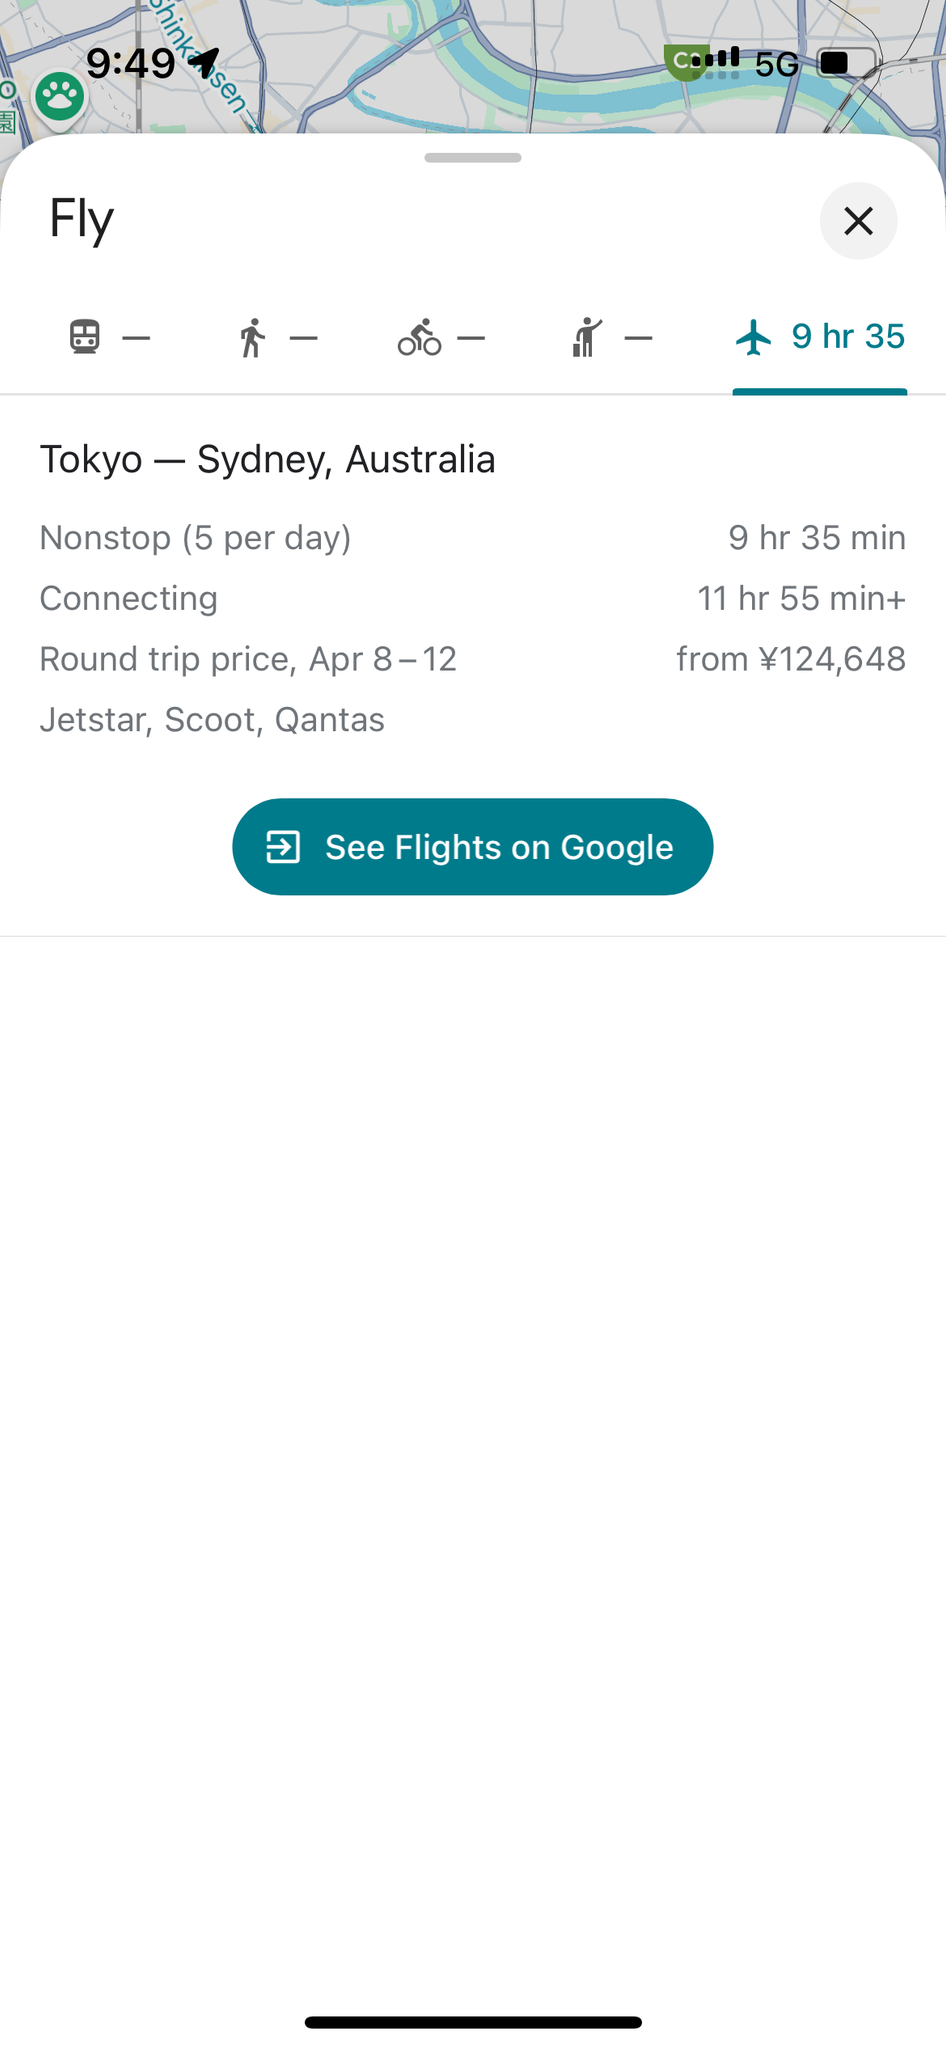 Shinkansen
9:49
5G
園
Fly
— — — — 9 hr 35
Tokyo — Sydney, Australia
Nonstop (5 per day) 9 hr 35 min
Connecting 11 hr 55 min+
Round trip price, Apr 8 – 12 from ¥124,648
Jetstar, Scoot, Qantas
See Flights on Google